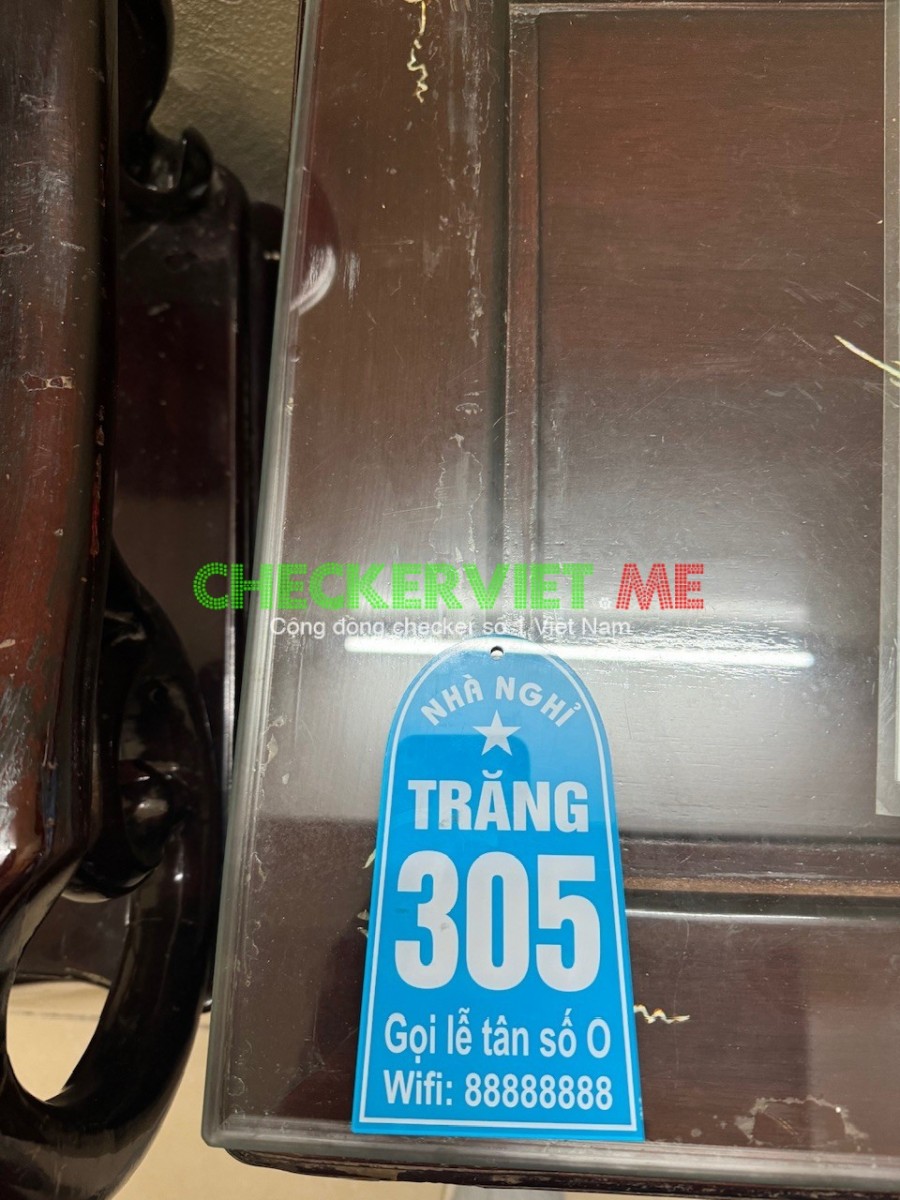 CHECKERVIET.ME
Cộng đồng checker số 1 Việt Nam
NHÀ NGHỈ
TRĂNG
305
Gọi lễ tân số 0
Wifi: 88888888